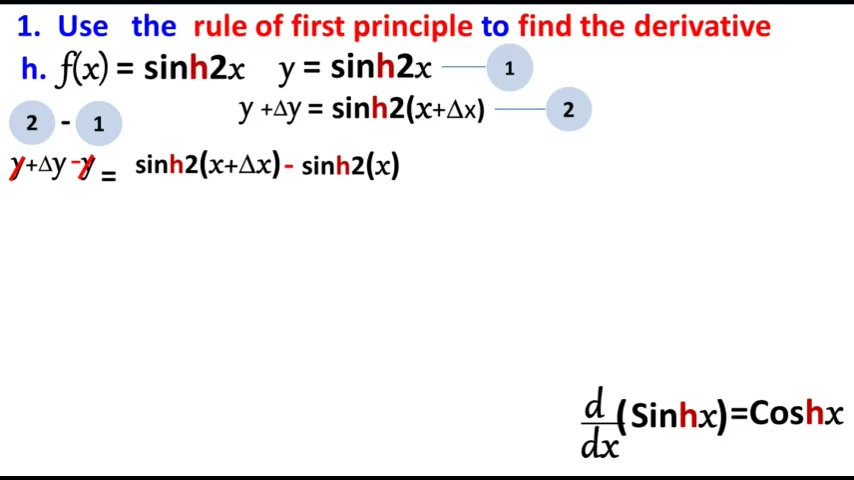 1. Use the rule of first principle to find the derivative
h. f(x) = sinh2x y = sinh2x 1
y +Δy = sinh2(x+Δx) 2
2 - 1
y+Δy -y = sinh2(x+Δx) - sinh2(x)
d/dx (Sinhx)=Coshx